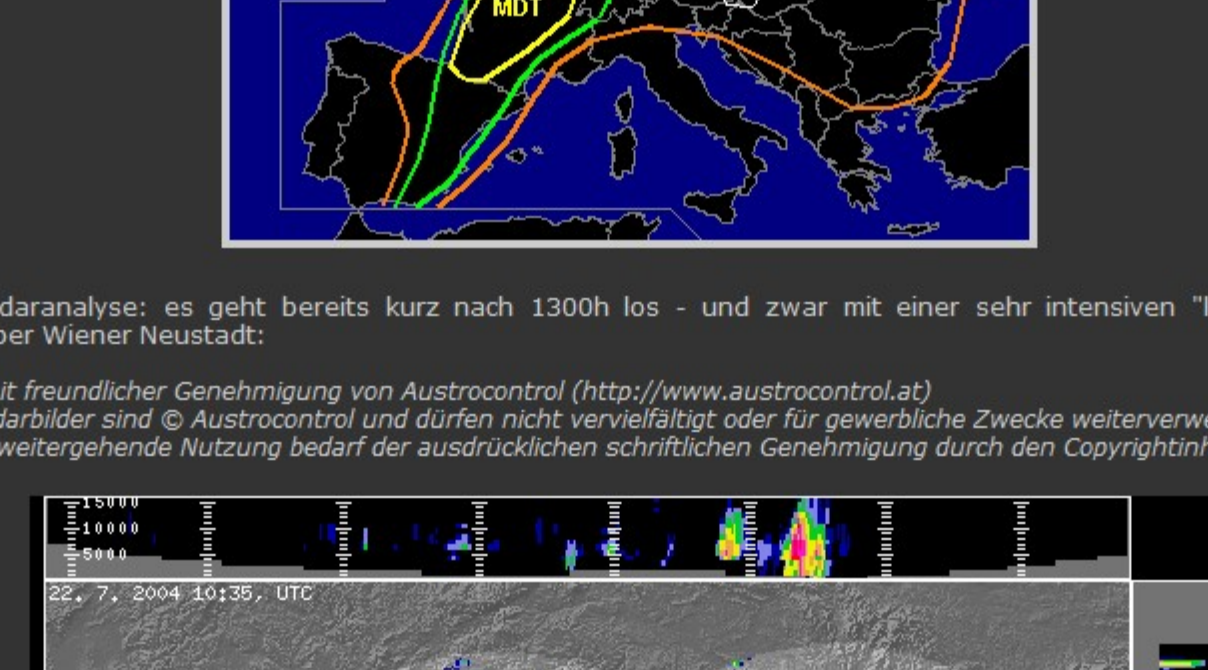 MDT
daranalyse: es geht bereits kurz nach 1300h los - und zwar mit einer sehr intensiven "l
ber Wiener Neustadt:
it freundlicher Genehmigung von Austrocontrol (http://www.austrocontrol.at)
darbilder sind © Austrocontrol und dürfen nicht vervielfältigt oder für gewerbliche Zwecke weiterverwe
weitergehende Nutzung bedarf der ausdrücklichen schriftlichen Genehmigung durch den Copyrightinh
15000
10000
5000
22. 7. 2004 10:35, UTC